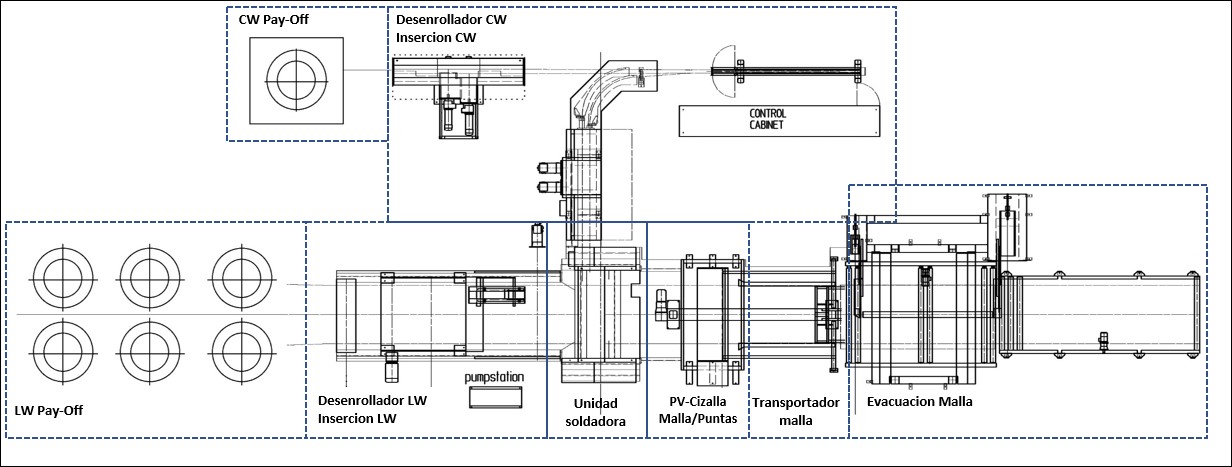 CW Pay-Off
Desenrollador CW
Insercion CW
CONTROL
CABINET
LW Pay-Off
Desenrollador LW
Insercion LW
pumpstation
Unidad
soldadora
PV-Cizalla
Malla/Puntas
Transportador
malla
Evacuacion Malla